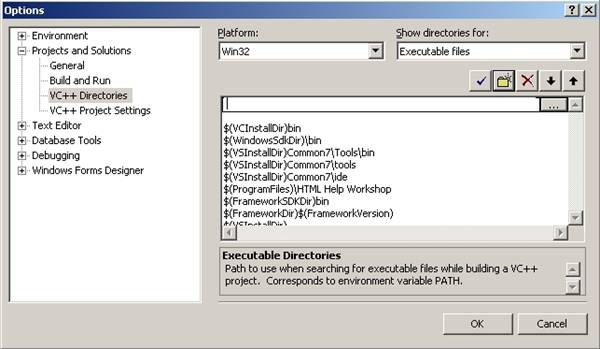 Options
Environment
Projects and Solutions
General
Build and Run
VC++ Directories
VC++ Project Settings
Text Editor
Database Tools
Debugging
Windows Forms Designer
Platform:
Win32
Show directories for:
Executable files
...
$(VCInstallDir)bin
$(WindowsSdkDir)\bin
$(VSInstallDir)Common7\Tools\bin
$(VSInstallDir)Common7\tools
$(VSInstallDir)Common7\ide
$(ProgramFiles)\HTML Help Workshop
$(FrameworkSDKDir)bin
$(FrameworkDir)$(FrameworkVersion)
$(VSInstallDir)
Executable Directories
Path to use when searching for executable files while building a VC++
project.  Corresponds to environment variable PATH.
OK
Cancel